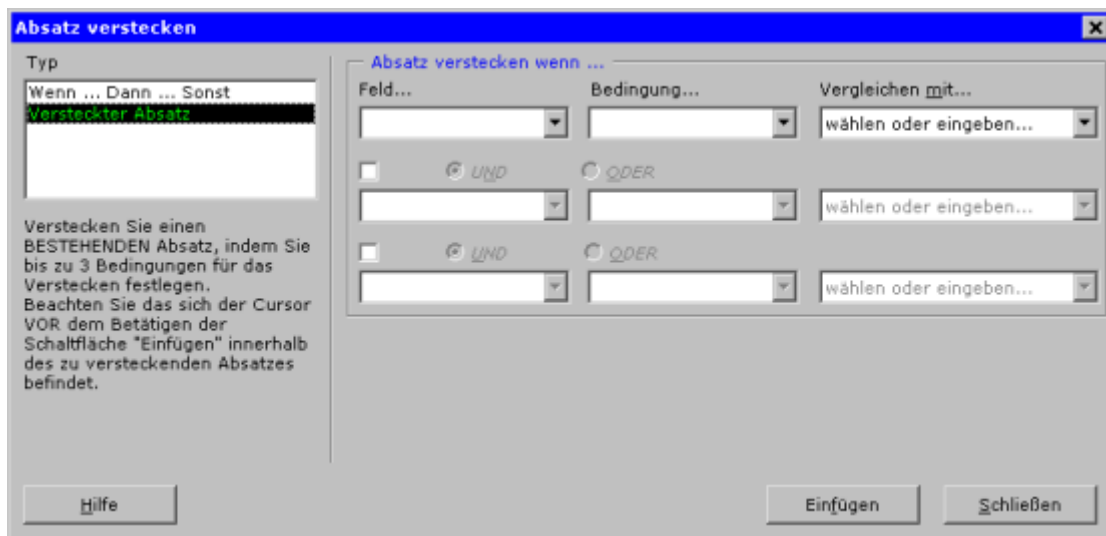 Absatz verstecken
Typ
Wenn ... Dann ... Sonst
Versteckter Absatz
Verstecken Sie einen
BESTEHENDEN Absatz, indem Sie
bis zu 3 Bedingungen für das
Verstecken festlegen.
Beachten Sie das sich der Cursor
VOR dem Betätigen der
Schaltfläche "Einfügen" innerhalb
des zu versteckenden Absatzes
befindet.
Absatz verstecken wenn ...
Feld... Bedingung... Vergleichen mit...
wählen oder eingeben...
UND ODER
wählen oder eingeben...
UND ODER
wählen oder eingeben...
Hilfe Einfügen Schließen